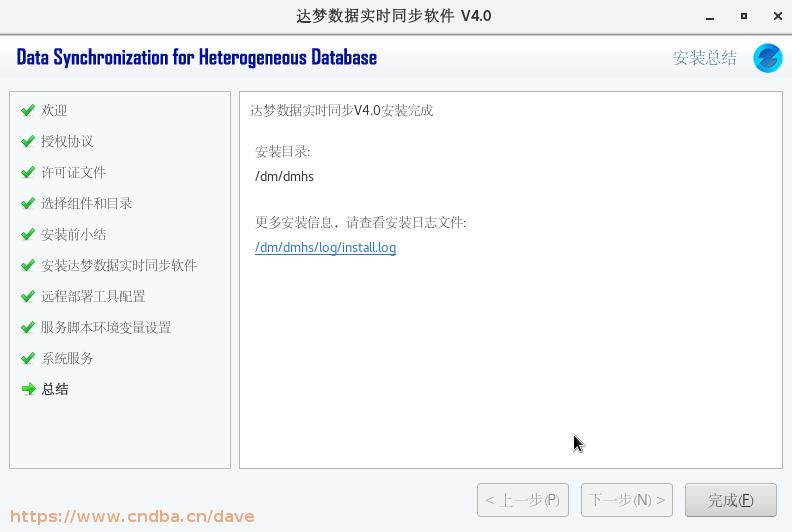 达梦数据实时同步软件 V4.0
Data Synchronization for Heterogeneous Database
安装总结
欢迎
授权协议
许可证文件
选择组件和目录
安装前小结
安装达梦数据实时同步软件
远程部署工具配置
服务脚本环境变量设置
系统服务
总结
达梦数据实时同步V4.0安装完成
安装目录:
/dm/dmhs
更多安装信息，请查看安装日志文件:
/dm/dmhs/log/install.log
< 上一步(P)
下一步(N) >
完成(F)
https://www.cndba.cn/dave